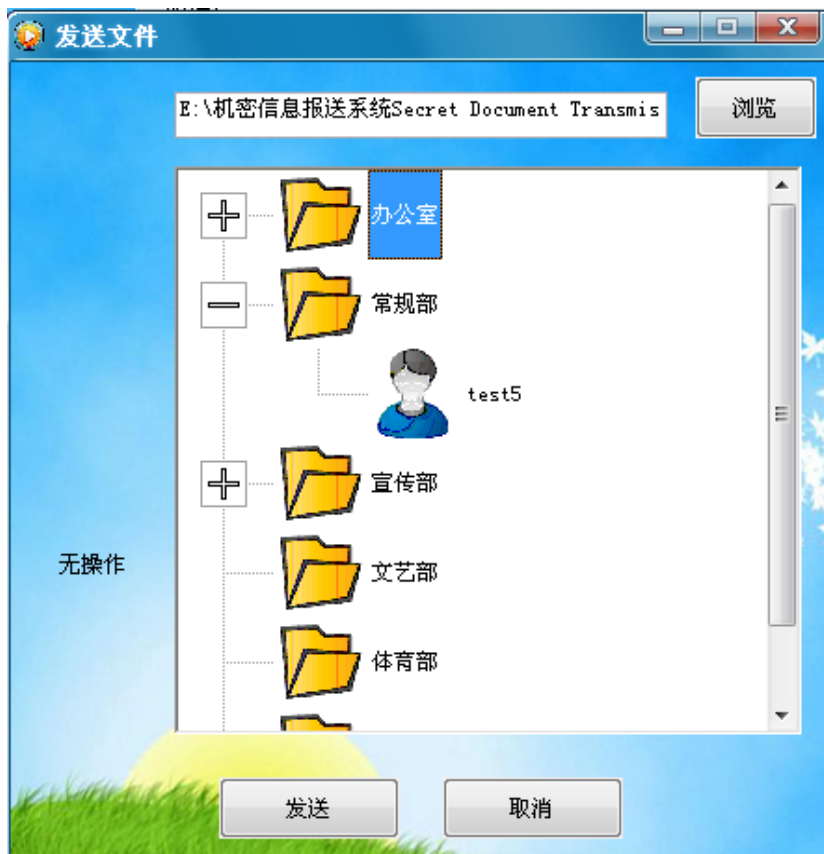 发送文件
E:\机密信息报送系统Secret Document Transmis
浏览
办公室
常规部
test5
宣传部
无操作
文艺部
体育部
发送
取消